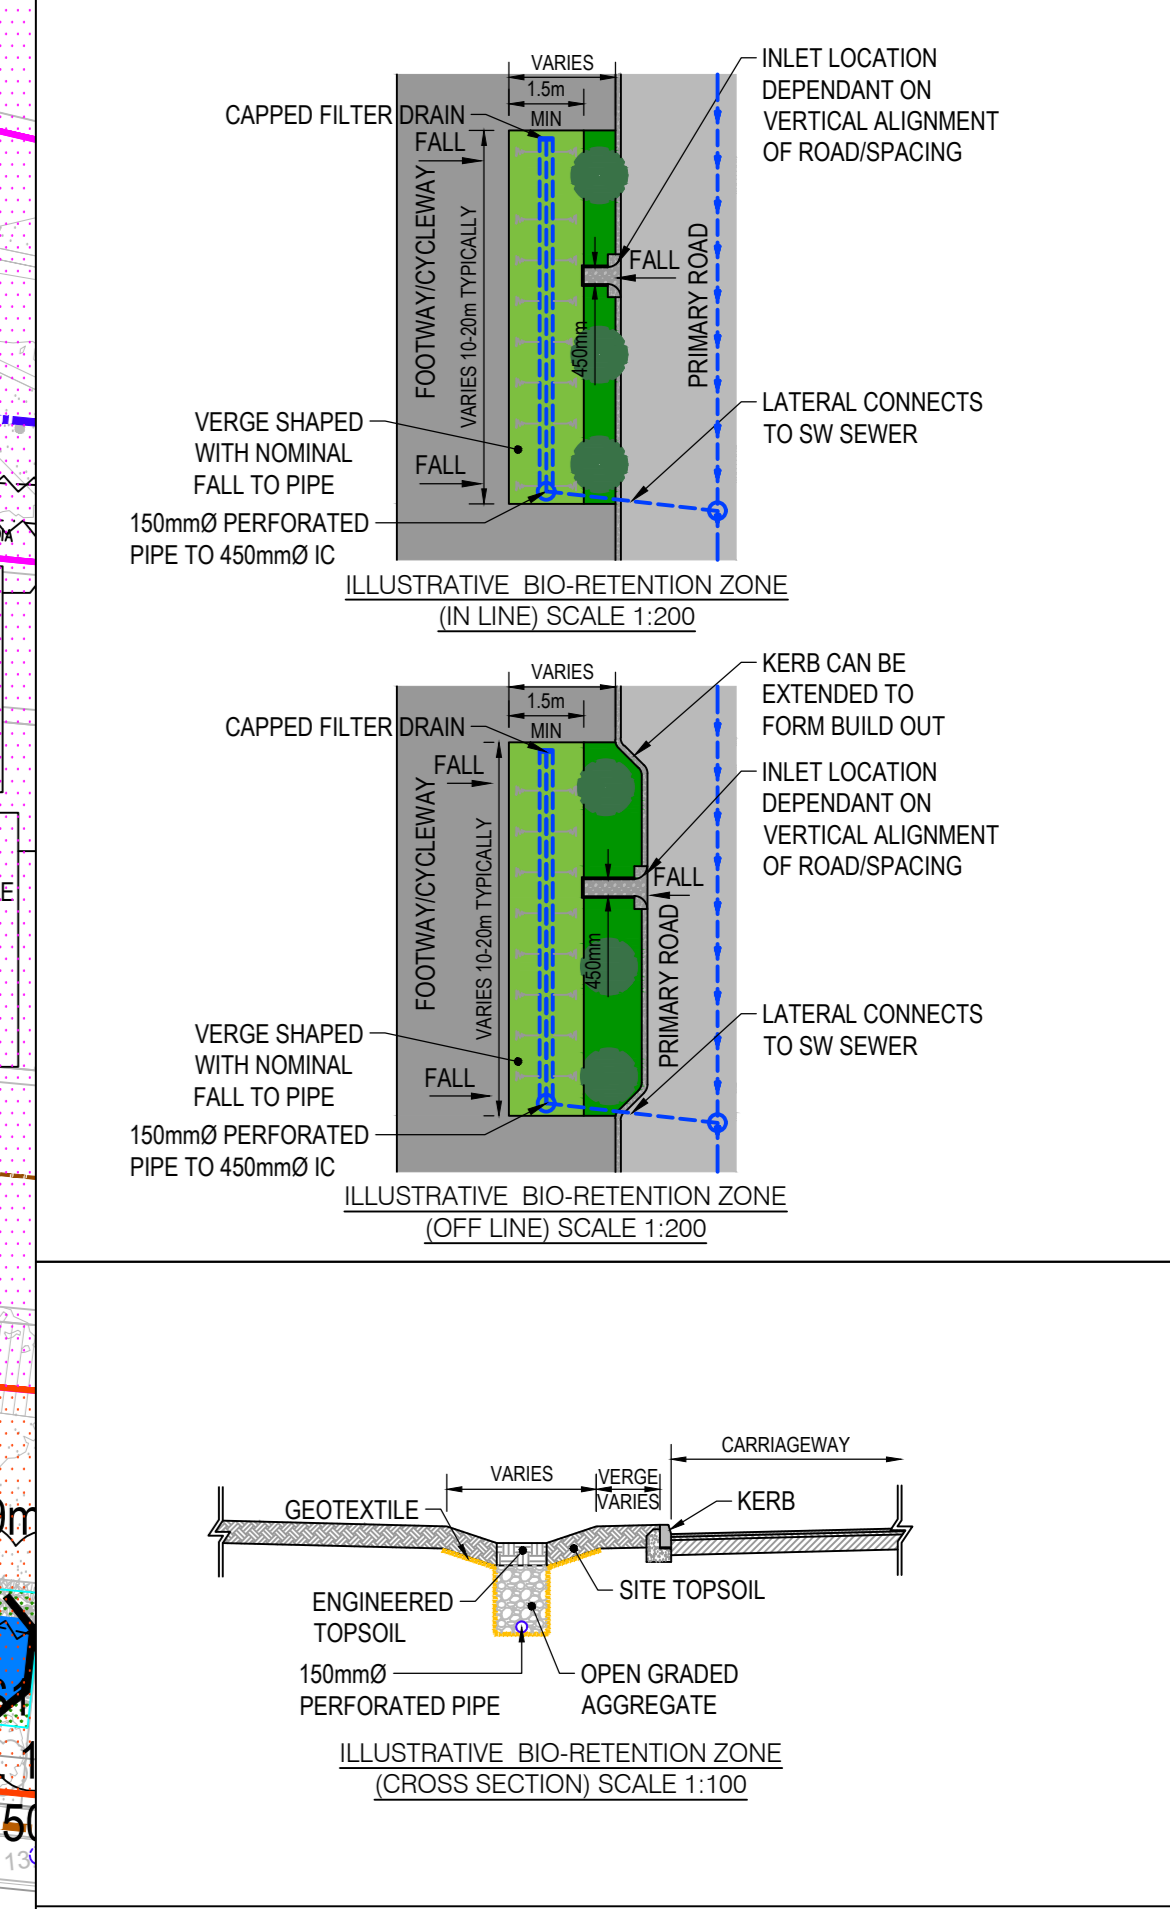 VARIES
1.5m
MIN
CAPPED FILTER DRAIN
FALL
FOOTWAY/CYCLEWAY
VARIES 10-20m TYPICALLY
FALL
450mm
FALL
PRIMARY ROAD
INLET LOCATION
DEPENDANT ON
VERTICAL ALIGNMENT
OF ROAD/SPACING
LATERAL CONNECTS
TO SW SEWER
VERGE SHAPED
WITH NOMINAL
FALL TO PIPE
150mmØ PERFORATED
PIPE TO 450mmØ IC
ILLUSTRATIVE BIO-RETENTION ZONE
(IN LINE) SCALE 1:200
VARIES
1.5m
MIN
CAPPED FILTER DRAIN
FALL
FOOTWAY/CYCLEWAY
VARIES 10-20m TYPICALLY
FALL
450mm
FALL
PRIMARY ROAD
KERB CAN BE
EXTENDED TO
FORM BUILD OUT
INLET LOCATION
DEPENDANT ON
VERTICAL ALIGNMENT
OF ROAD/SPACING
LATERAL CONNECTS
TO SW SEWER
VERGE SHAPED
WITH NOMINAL
FALL TO PIPE
150mmØ PERFORATED
PIPE TO 450mmØ IC
ILLUSTRATIVE BIO-RETENTION ZONE
(OFF LINE) SCALE 1:200
CARRIAGEWAY
VARIES
VERGE
VARIES
GEOTEXTILE
KERB
ENGINEERED
TOPSOIL
SITE TOPSOIL
150mmØ
PERFORATED PIPE
OPEN GRADED
AGGREGATE
ILLUSTRATIVE BIO-RETENTION ZONE
(CROSS SECTION) SCALE 1:100